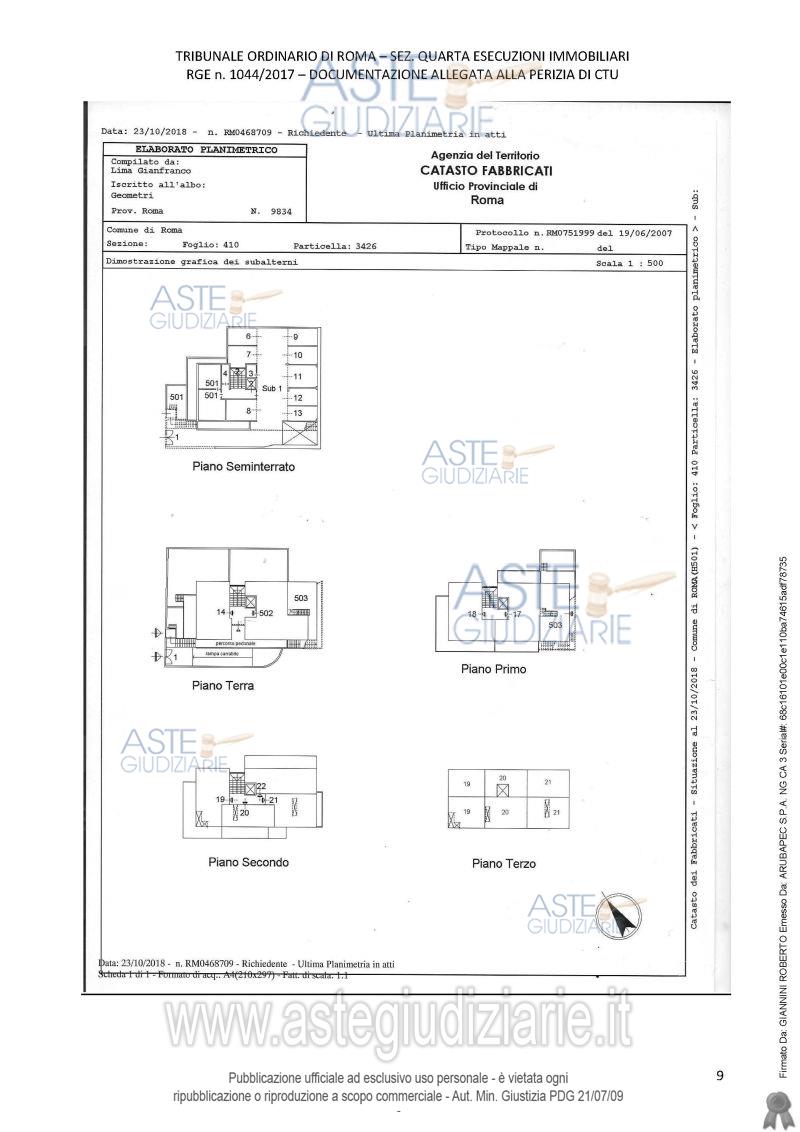 TRIBUNALE ORDINARIO DI ROMA – SEZ. QUARTA ESECUZIONI IMMOBILIARI
RGE n. 1044/2017 – DOCUMENTAZIONE ALLEGATA ALLA PERIZIA DI CTU
ASTE
GIUDIZIARIE
Data: 23/10/2018 - n. RM0468709 - Richiedente - Ultima Planimetria in atti
ELABORATO PLANIMETRICO
Compilato da:
Lima Gianfranco
Iscritto all'albo:
Geometri
Prov. Roma N. 9834
Agenzia del Territorio
CATASTO FABBRICATI
Ufficio Provinciale di
Roma
Comune di Roma
Sezione: Foglio: 410 Particella: 3426
Protocollo n. RM0751999 del 19/06/2007
Tipo Mappale n. del
Dimostrazione grafica dei subalterni Scala 1 : 500
ASTE
GIUDIZIARIE
6 9
7 10
4 3
501 11
501 501 Sub 1 12
8 13
1
Piano Seminterrato
ASTE
GIUDIZIARIE
503
14 502
percorso pedonale
rampa carrabile
1
Piano Terra
ASTE
GIUDIZIARIE
18 17
503
Piano Primo
ASTE
GIUDIZIARIE
22
19 21
20
Piano Secondo
19 20 21
19 20 21
Piano Terzo
ASTE
GIUDIZIARIE
Data: 23/10/2018 - n. RM0468709 - Richiedente - Ultima Planimetria in atti
Scheda 1 di 1 - Formato di acq.: A4(210x297) - Fatt. di scala: 1:1
Catasto dei Fabbricati - Situazione al 23/10/2018 - Comune di ROMA(H501) - < Foglio: 410 Particella: 3426 - Elaborato planimetrico > - Sub:
Firmato Da: GIANNINI ROBERTO Emesso Da: ARUBAPEC S.P.A. NG CA 3 Serial#: 68c16101e00c1e110ba74615adf78735
www.astegiudiziarie.it
9
Pubblicazione ufficiale ad esclusivo uso personale - è vietata ogni
ripubblicazione o riproduzione a scopo commerciale - Aut. Min. Giustizia PDG 21/07/09
-